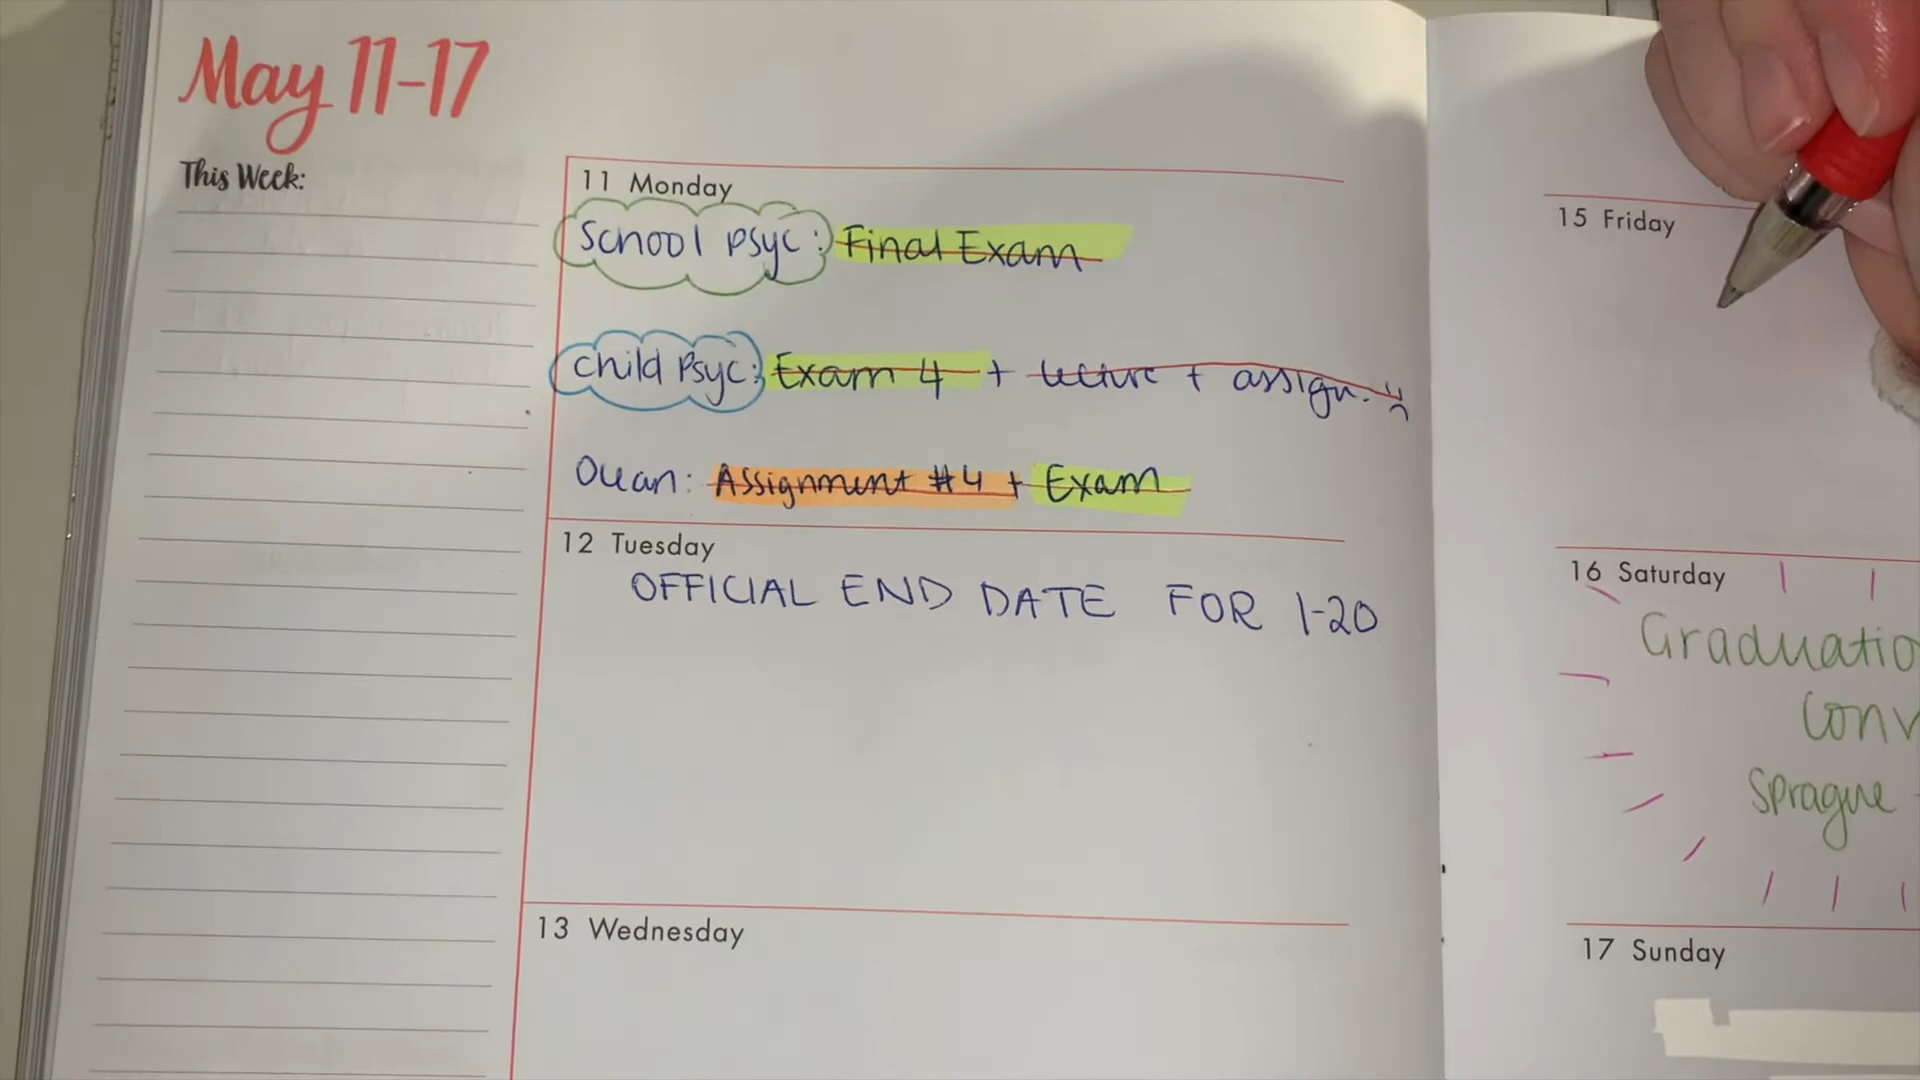 May 11-17
This Week:
11 Monday
School psyc: Final Exam
Child Psyc: Exam 4 + lecture + assign. 4
Ocean: Assignment #4 + Exam
12 Tuesday
OFFICIAL END DATE FOR 1-20
13 Wednesday
15 Friday
16 Saturday
Graduatio
Conv
Sprague
17 Sunday